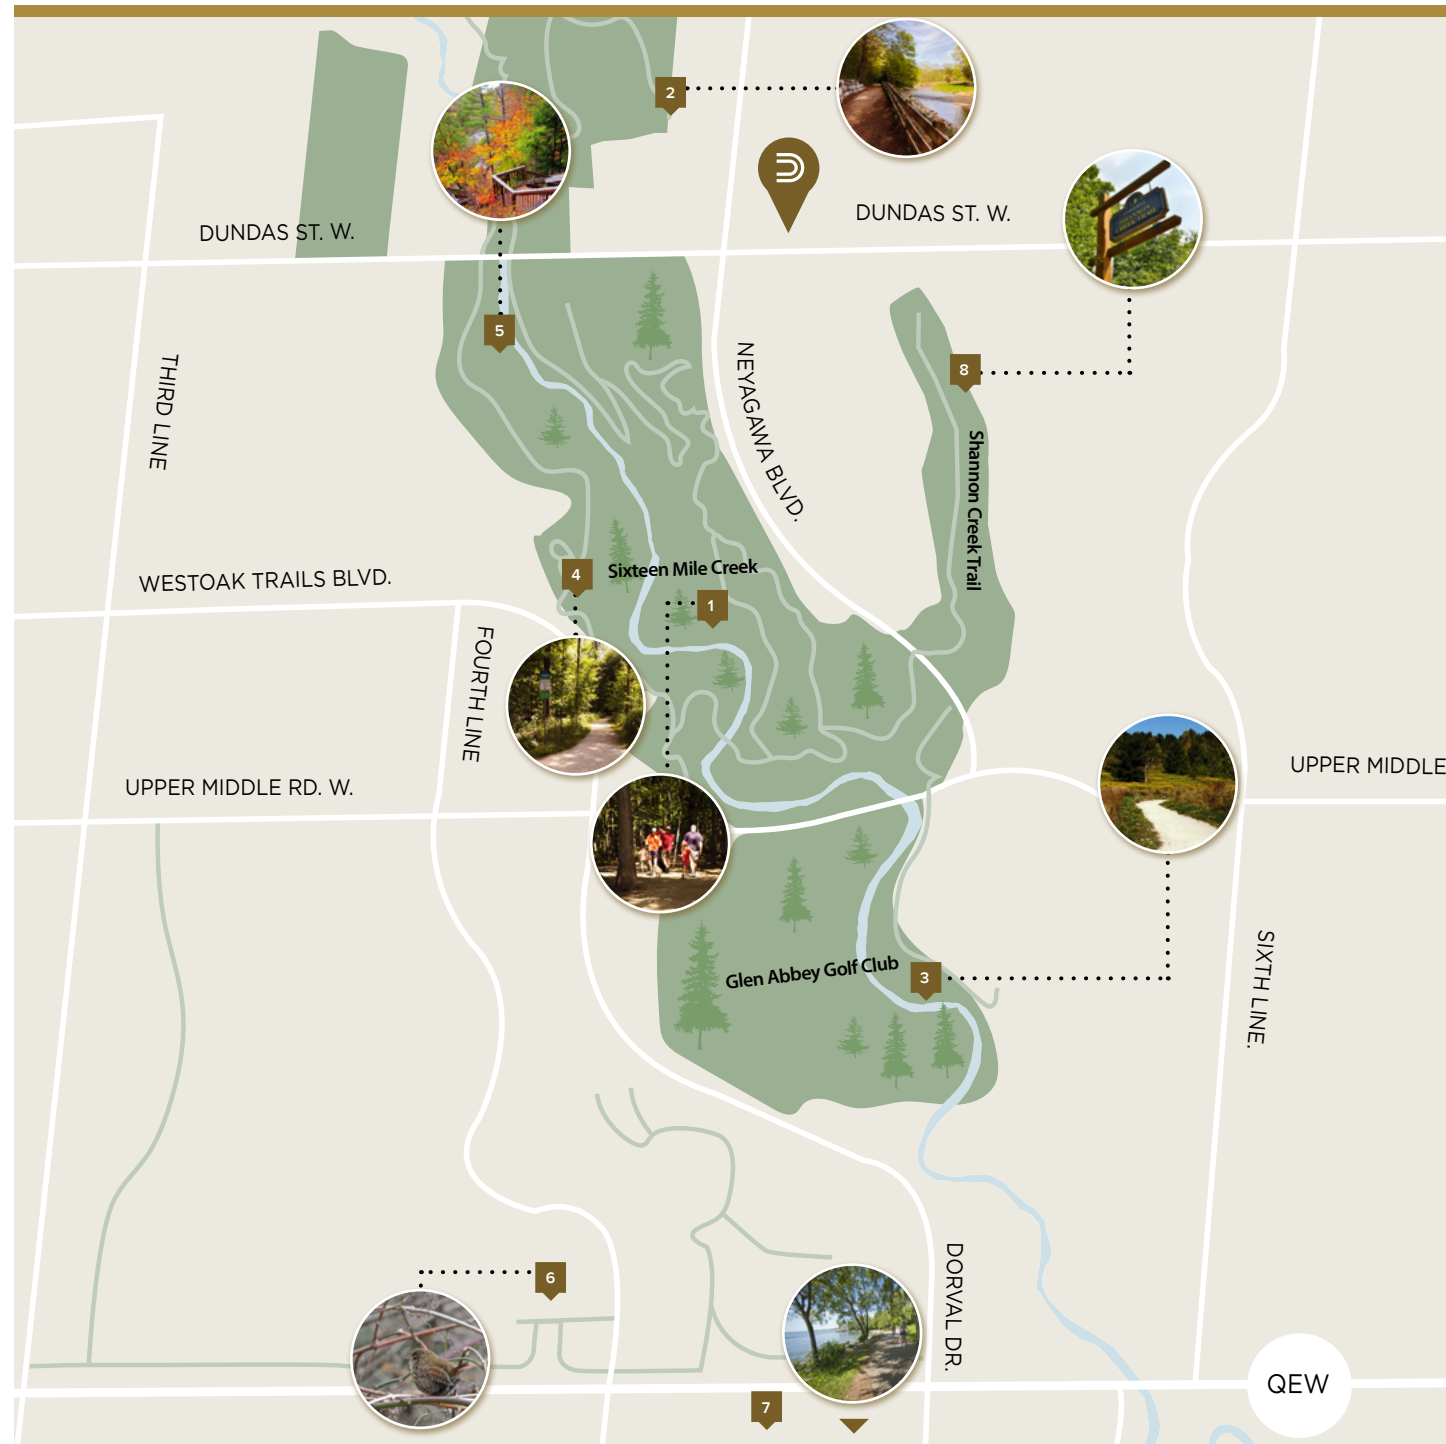 2
DUNDAS ST. W.
DUNDAS ST. W.
5
8
THIRD LINE
NEYAGAWA BLVD.
Shannon Creek Trail
WESTOAK TRAILS BLVD.
4
Sixteen Mile Creek
1
FOURTH LINE
UPPER MIDDLE RD. W.
UPPER MIDDLE
Glen Abbey Golf Club
3
SIXTH LINE.
6
DORVAL DR.
7
QEW